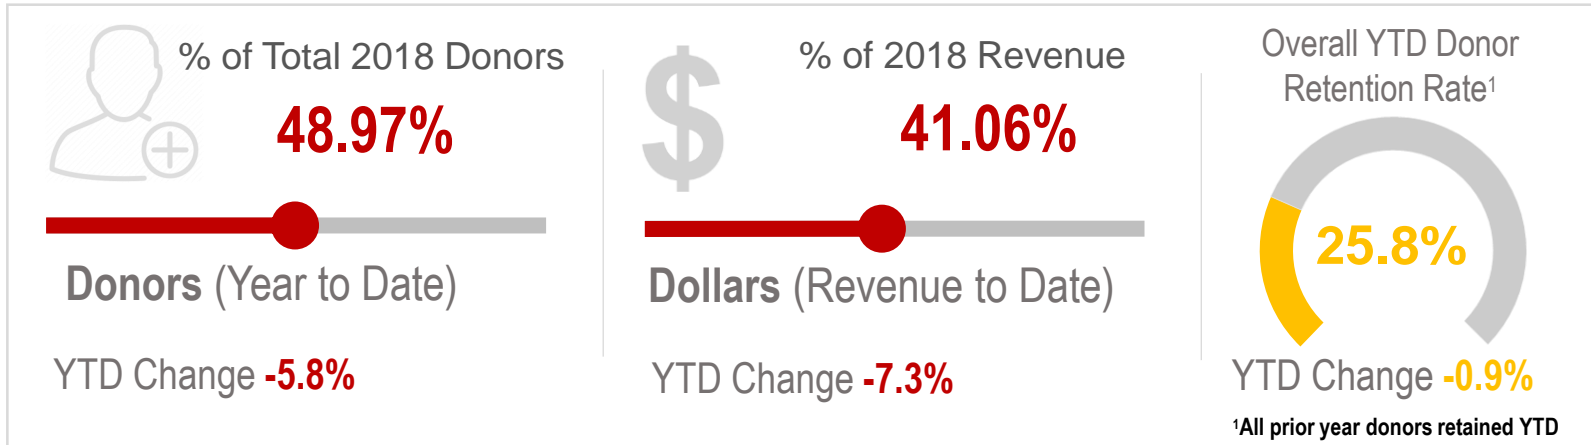 % of Total 2018 Donors
48.97%
Donors (Year to Date)
YTD Change -5.8%
$
% of 2018 Revenue
41.06%
Dollars (Revenue to Date)
YTD Change -7.3%
Overall YTD Donor
Retention Rate¹
25.8%
YTD Change -0.9%
¹All prior year donors retained YTD